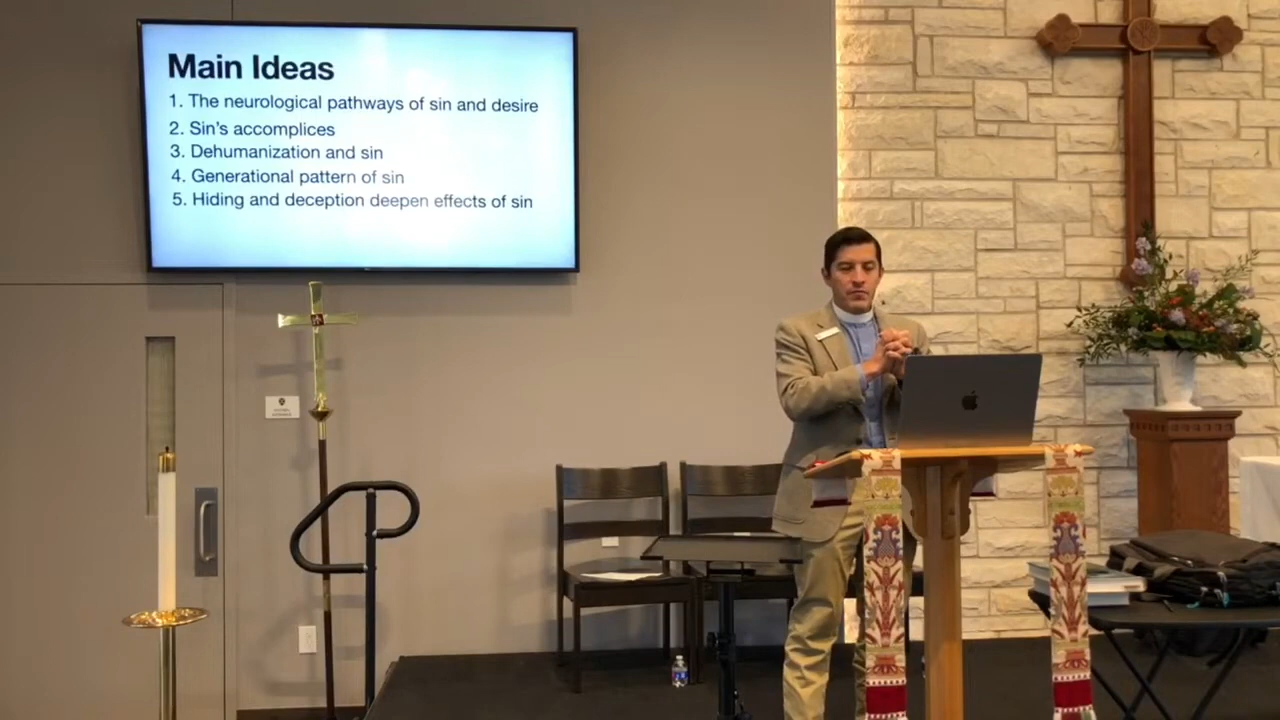 Main Ideas
1. The neurological pathways of sin and desire
2. Sin's accomplices
3. Dehumanization and sin
4. Generational pattern of sin
5. Hiding and deception deepen effects of sin